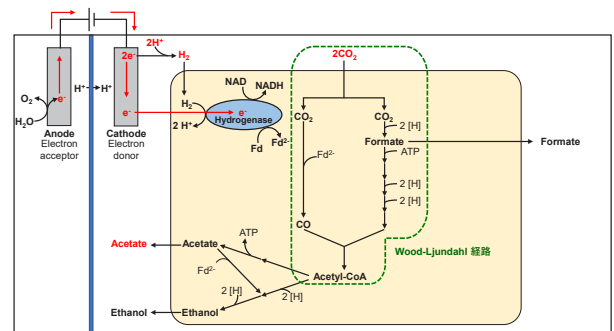 2H⁺
2e⁻
H₂
2CO₂
NAD
NADH
O₂
e⁻
H⁺
H⁺
H₂
CO₂
CO₂
H₂O
e⁻
e⁻
Hydrogenase
2 H⁺
2 [H]
Anode
Electron
acceptor
Cathode
Electron
donor
Fd
Fd²⁻
Formate
Formate
ATP
Fd²⁻
2 [H]
2 [H]
CO
ATP
Acetate
Acetate
Wood-Ljundahl 経路
Fd²⁻
Acetyl-CoA
2 [H]
2 [H]
Ethanol
Ethanol